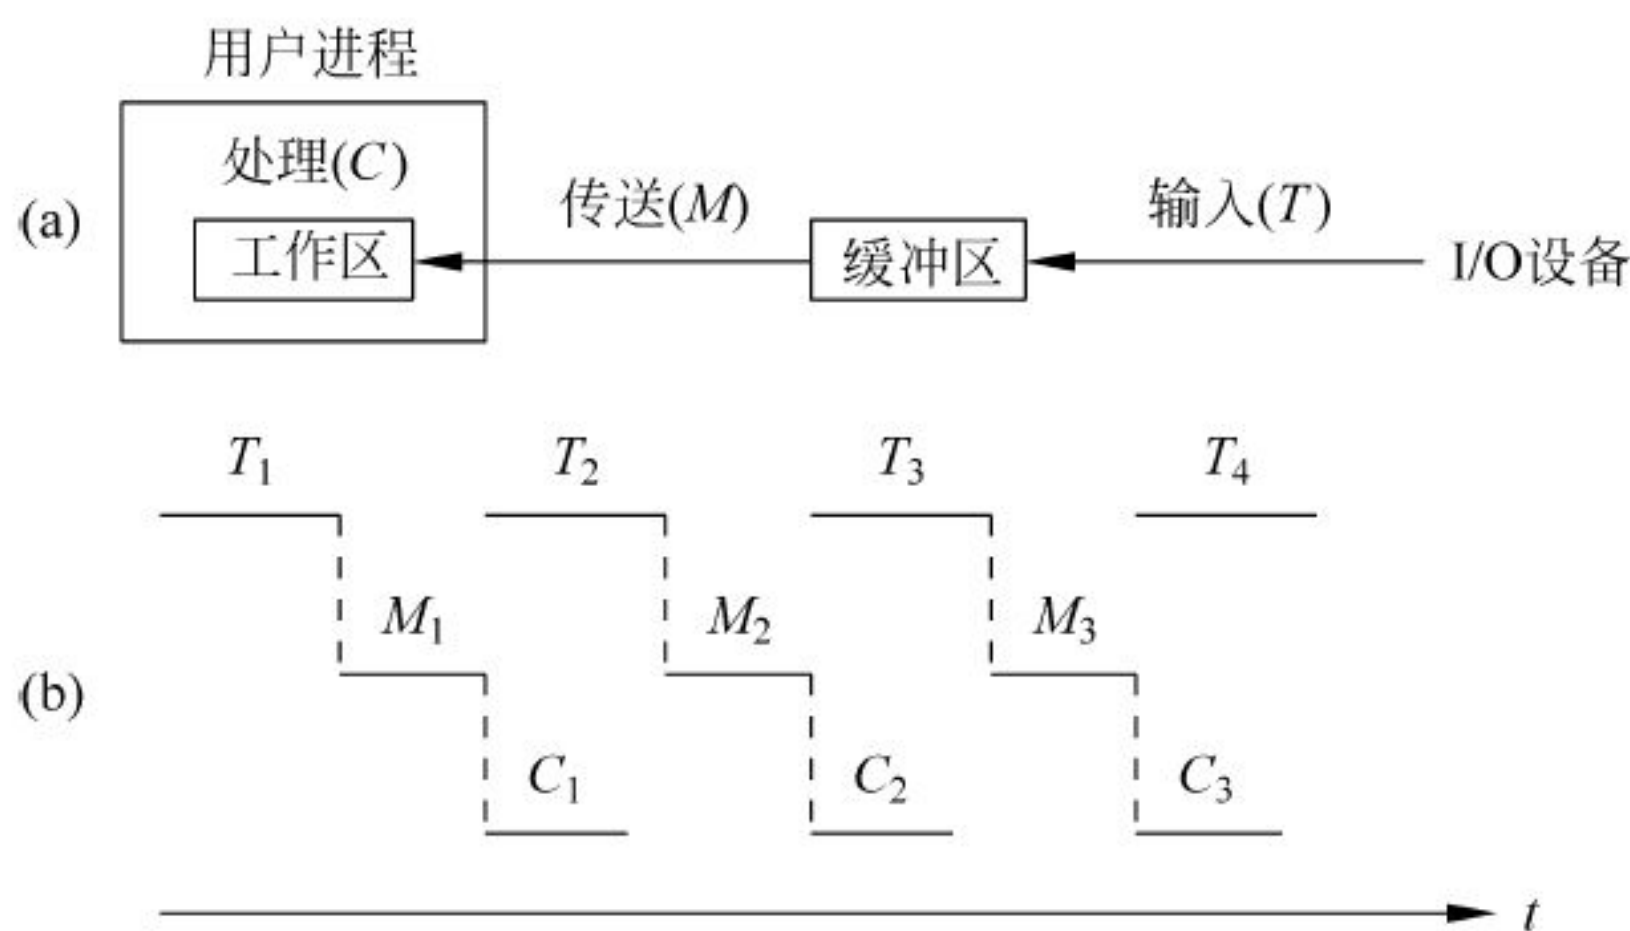 用户进程
处理(C)
(a)
工作区
传送(M)
缓冲区
输入(T)
I/O设备
T1 T2 T3 T4
M1 M2 M3
(b)
C1 C2 C3
t